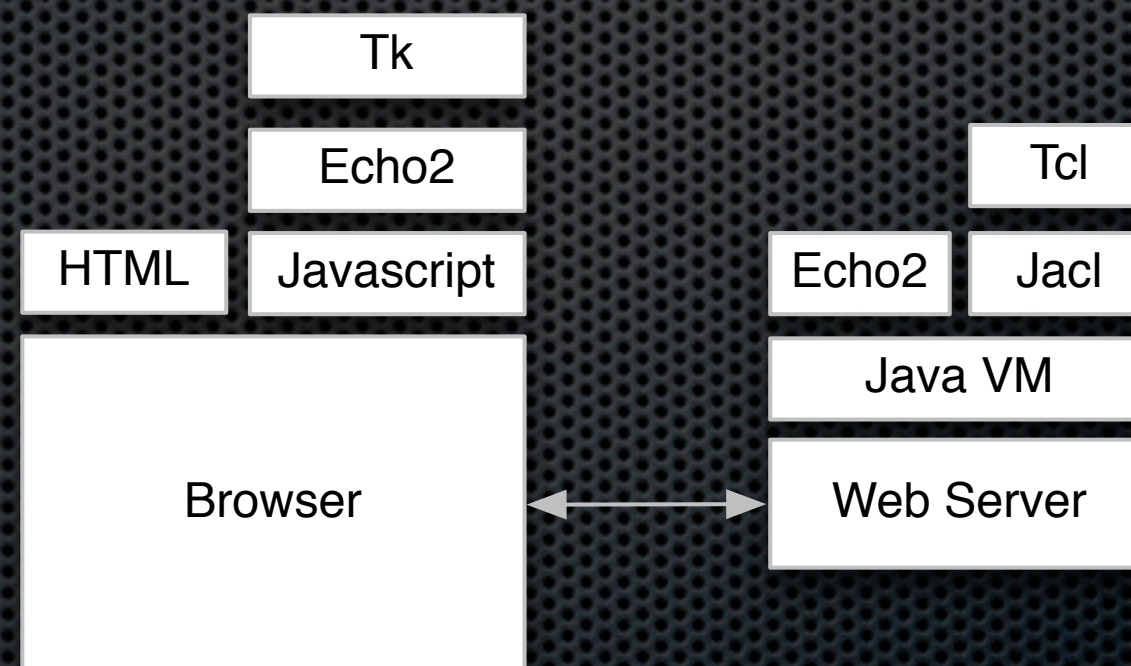 Tk
Echo2
Tcl
HTML
Javascript
Echo2
Jacl
Java VM
Browser
Web Server